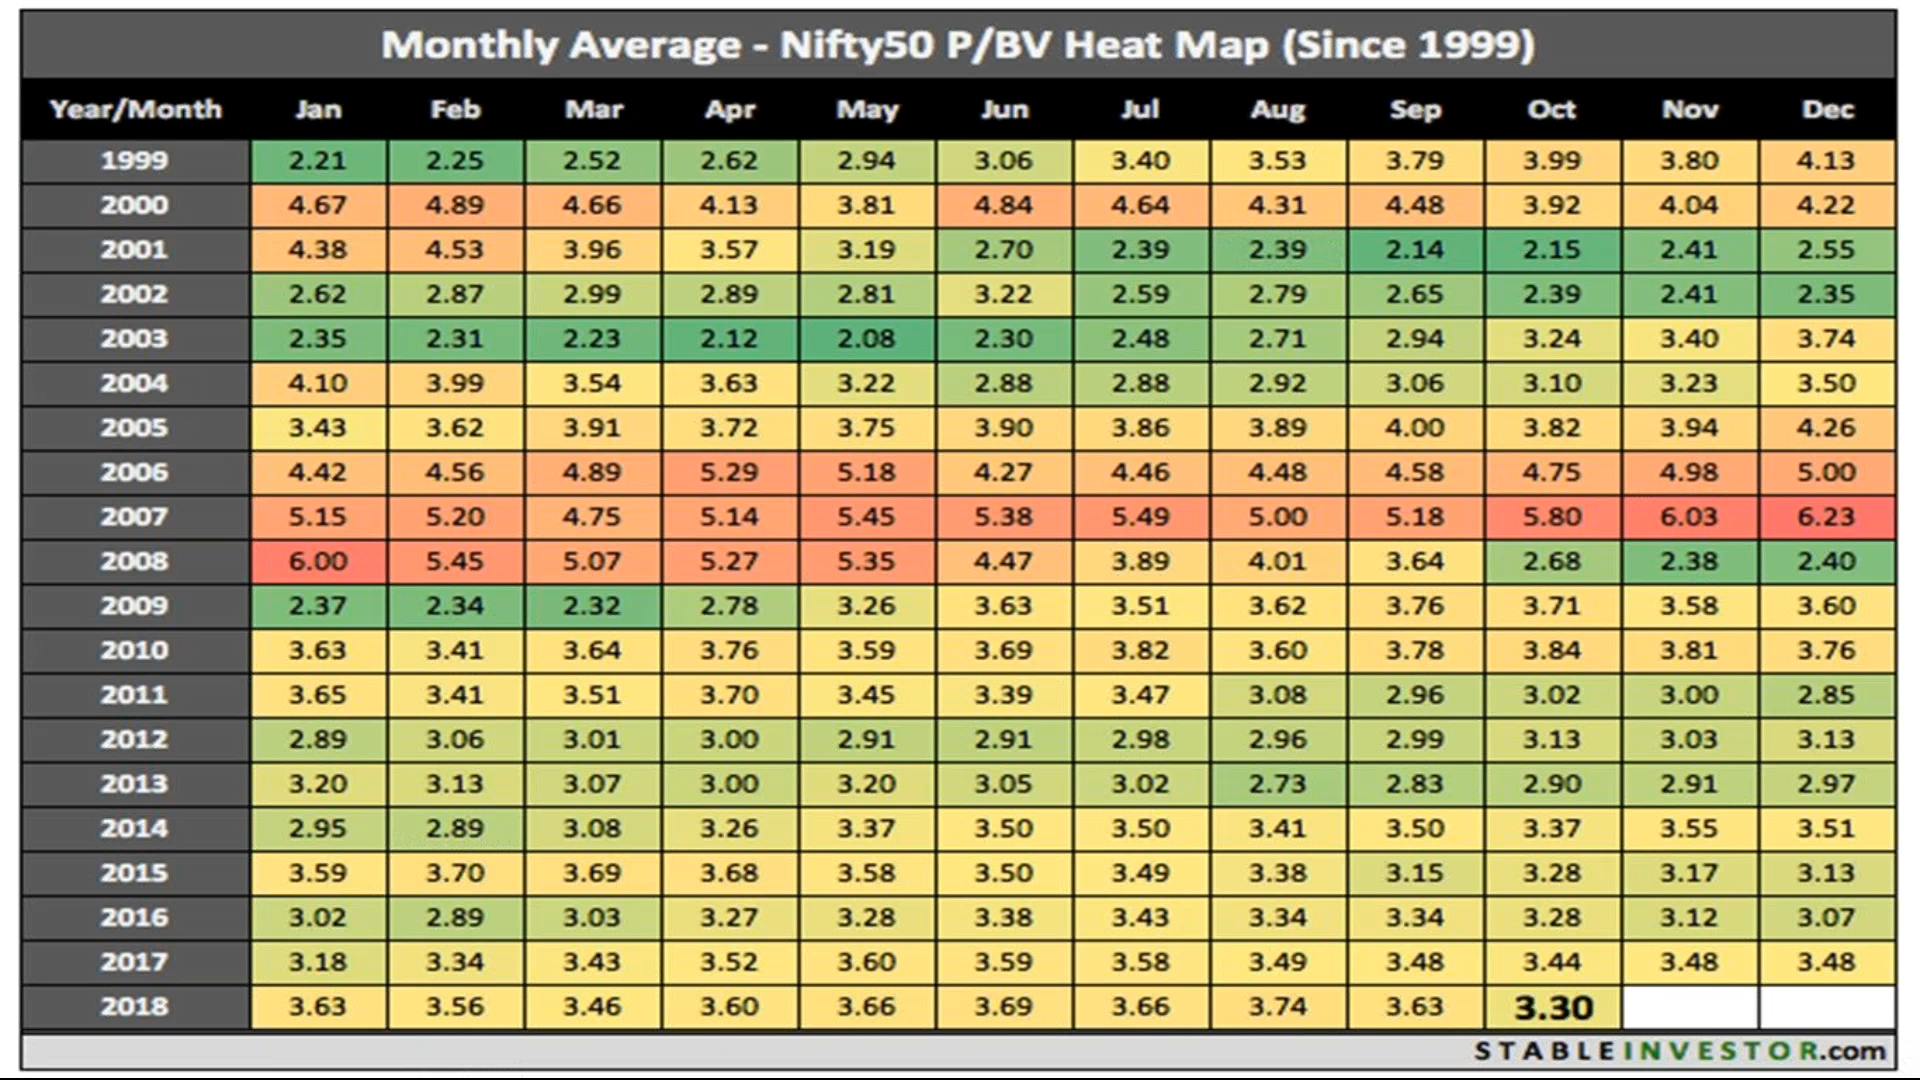 Monthly Average - Nifty50 P/BV Heat Map (Since 1999)
Year/Month Jan Feb Mar Apr May Jun Jul Aug Sep Oct Nov Dec
1999 2.21 2.25 2.52 2.62 2.94 3.06 3.40 3.53 3.79 3.99 3.80 4.13
2000 4.67 4.89 4.66 4.13 3.81 4.84 4.64 4.31 4.48 3.92 4.04 4.22
2001 4.38 4.53 3.96 3.57 3.19 2.70 2.39 2.39 2.14 2.15 2.41 2.55
2002 2.62 2.87 2.99 2.89 2.81 3.22 2.59 2.79 2.65 2.39 2.41 2.35
2003 2.35 2.31 2.23 2.12 2.08 2.30 2.48 2.71 2.94 3.24 3.40 3.74
2004 4.10 3.99 3.54 3.63 3.22 2.88 2.88 2.92 3.06 3.10 3.23 3.50
2005 3.43 3.62 3.91 3.72 3.75 3.90 3.86 3.89 4.00 3.82 3.94 4.26
2006 4.42 4.56 4.89 5.29 5.18 4.27 4.46 4.48 4.58 4.75 4.98 5.00
2007 5.15 5.20 4.75 5.14 5.45 5.38 5.49 5.00 5.18 5.80 6.03 6.23
2008 6.00 5.45 5.07 5.27 5.35 4.47 3.89 4.01 3.64 2.68 2.38 2.40
2009 2.37 2.34 2.32 2.78 3.26 3.63 3.51 3.62 3.76 3.71 3.58 3.60
2010 3.63 3.41 3.64 3.76 3.59 3.69 3.82 3.60 3.78 3.84 3.81 3.76
2011 3.65 3.41 3.51 3.70 3.45 3.39 3.47 3.08 2.96 3.02 3.00 2.85
2012 2.89 3.06 3.01 3.00 2.91 2.91 2.98 2.96 2.99 3.13 3.03 3.13
2013 3.20 3.13 3.07 3.00 3.20 3.05 3.02 2.73 2.83 2.90 2.91 2.97
2014 2.95 2.89 3.08 3.26 3.37 3.50 3.50 3.41 3.50 3.37 3.55 3.51
2015 3.59 3.70 3.69 3.68 3.58 3.50 3.49 3.38 3.15 3.28 3.17 3.13
2016 3.02 2.89 3.03 3.27 3.28 3.38 3.43 3.34 3.34 3.28 3.12 3.07
2017 3.18 3.34 3.43 3.52 3.60 3.59 3.58 3.49 3.48 3.44 3.48 3.48
2018 3.63 3.56 3.46 3.60 3.66 3.69 3.66 3.74 3.63 3.30
STABLEINVESTOR.com